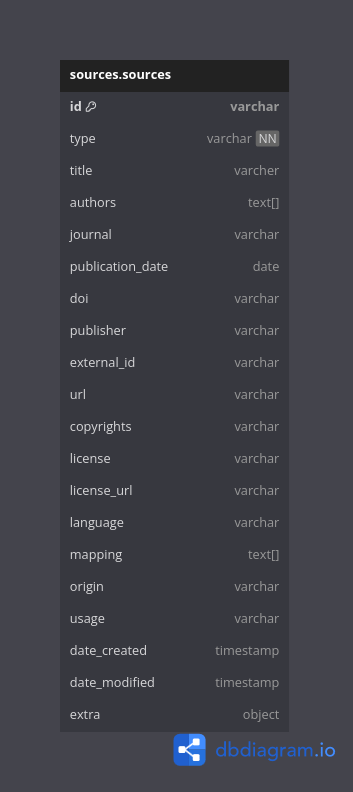 sources.sources
id varchar
type varchar NN
title varcher
authors text[]
journal varchar
publication_date date
doi varchar
publisher varchar
external_id varchar
url varchar
copyrights varchar
license varchar
license_url varchar
language varchar
mapping text[]
origin varchar
usage varchar
date_created timestamp
date_modified timestamp
extra object
dbdiagram.io